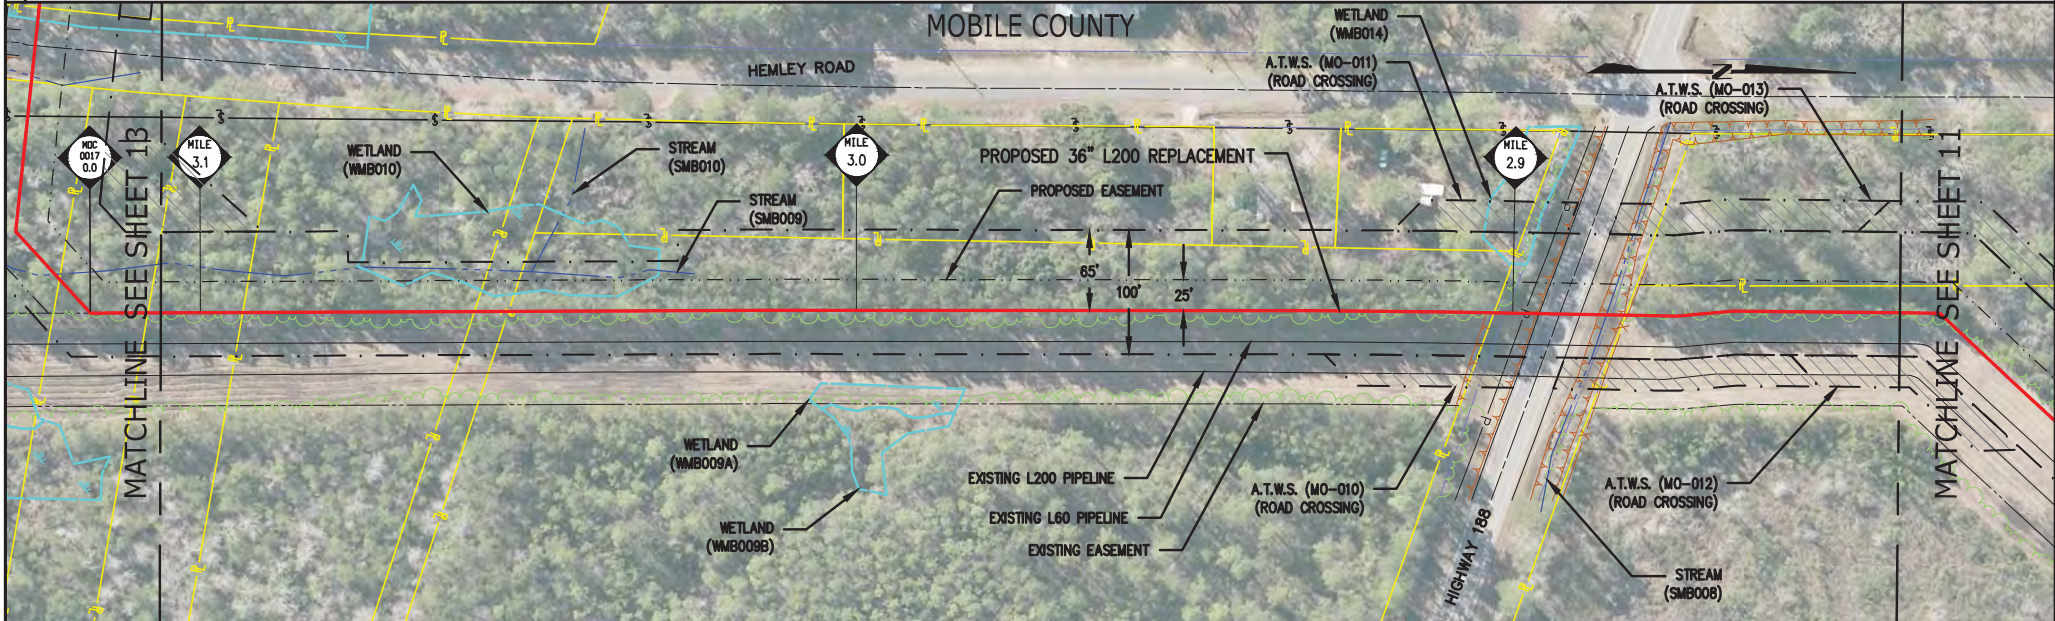 MOBILE COUNTY
HEMLEY ROAD
WETLAND
(WMB014)
A.T.W.S. (MO-011)
(ROAD CROSSING)
N
A.T.W.S. (MO-013)
(ROAD CROSSING)
MATCHLINE SEE SHEET 13
MATCHLINE SEE SHEET 11
MOC
0017
0.0
MILE
3.1
MILE
3.0
MILE
2.9
WETLAND
(WMB010)
STREAM
(SMB010)
STREAM
(SMB009)
PROPOSED 36" L200 REPLACEMENT
PROPOSED EASEMENT
65'
100'
25'
WETLAND
(WMB009A)
WETLAND
(WMB009B)
EXISTING L200 PIPELINE
EXISTING L60 PIPELINE
EXISTING EASEMENT
A.T.W.S. (MO-010)
(ROAD CROSSING)
HIGHWAY 188
A.T.W.S. (MO-012)
(ROAD CROSSING)
STREAM
(SMB008)